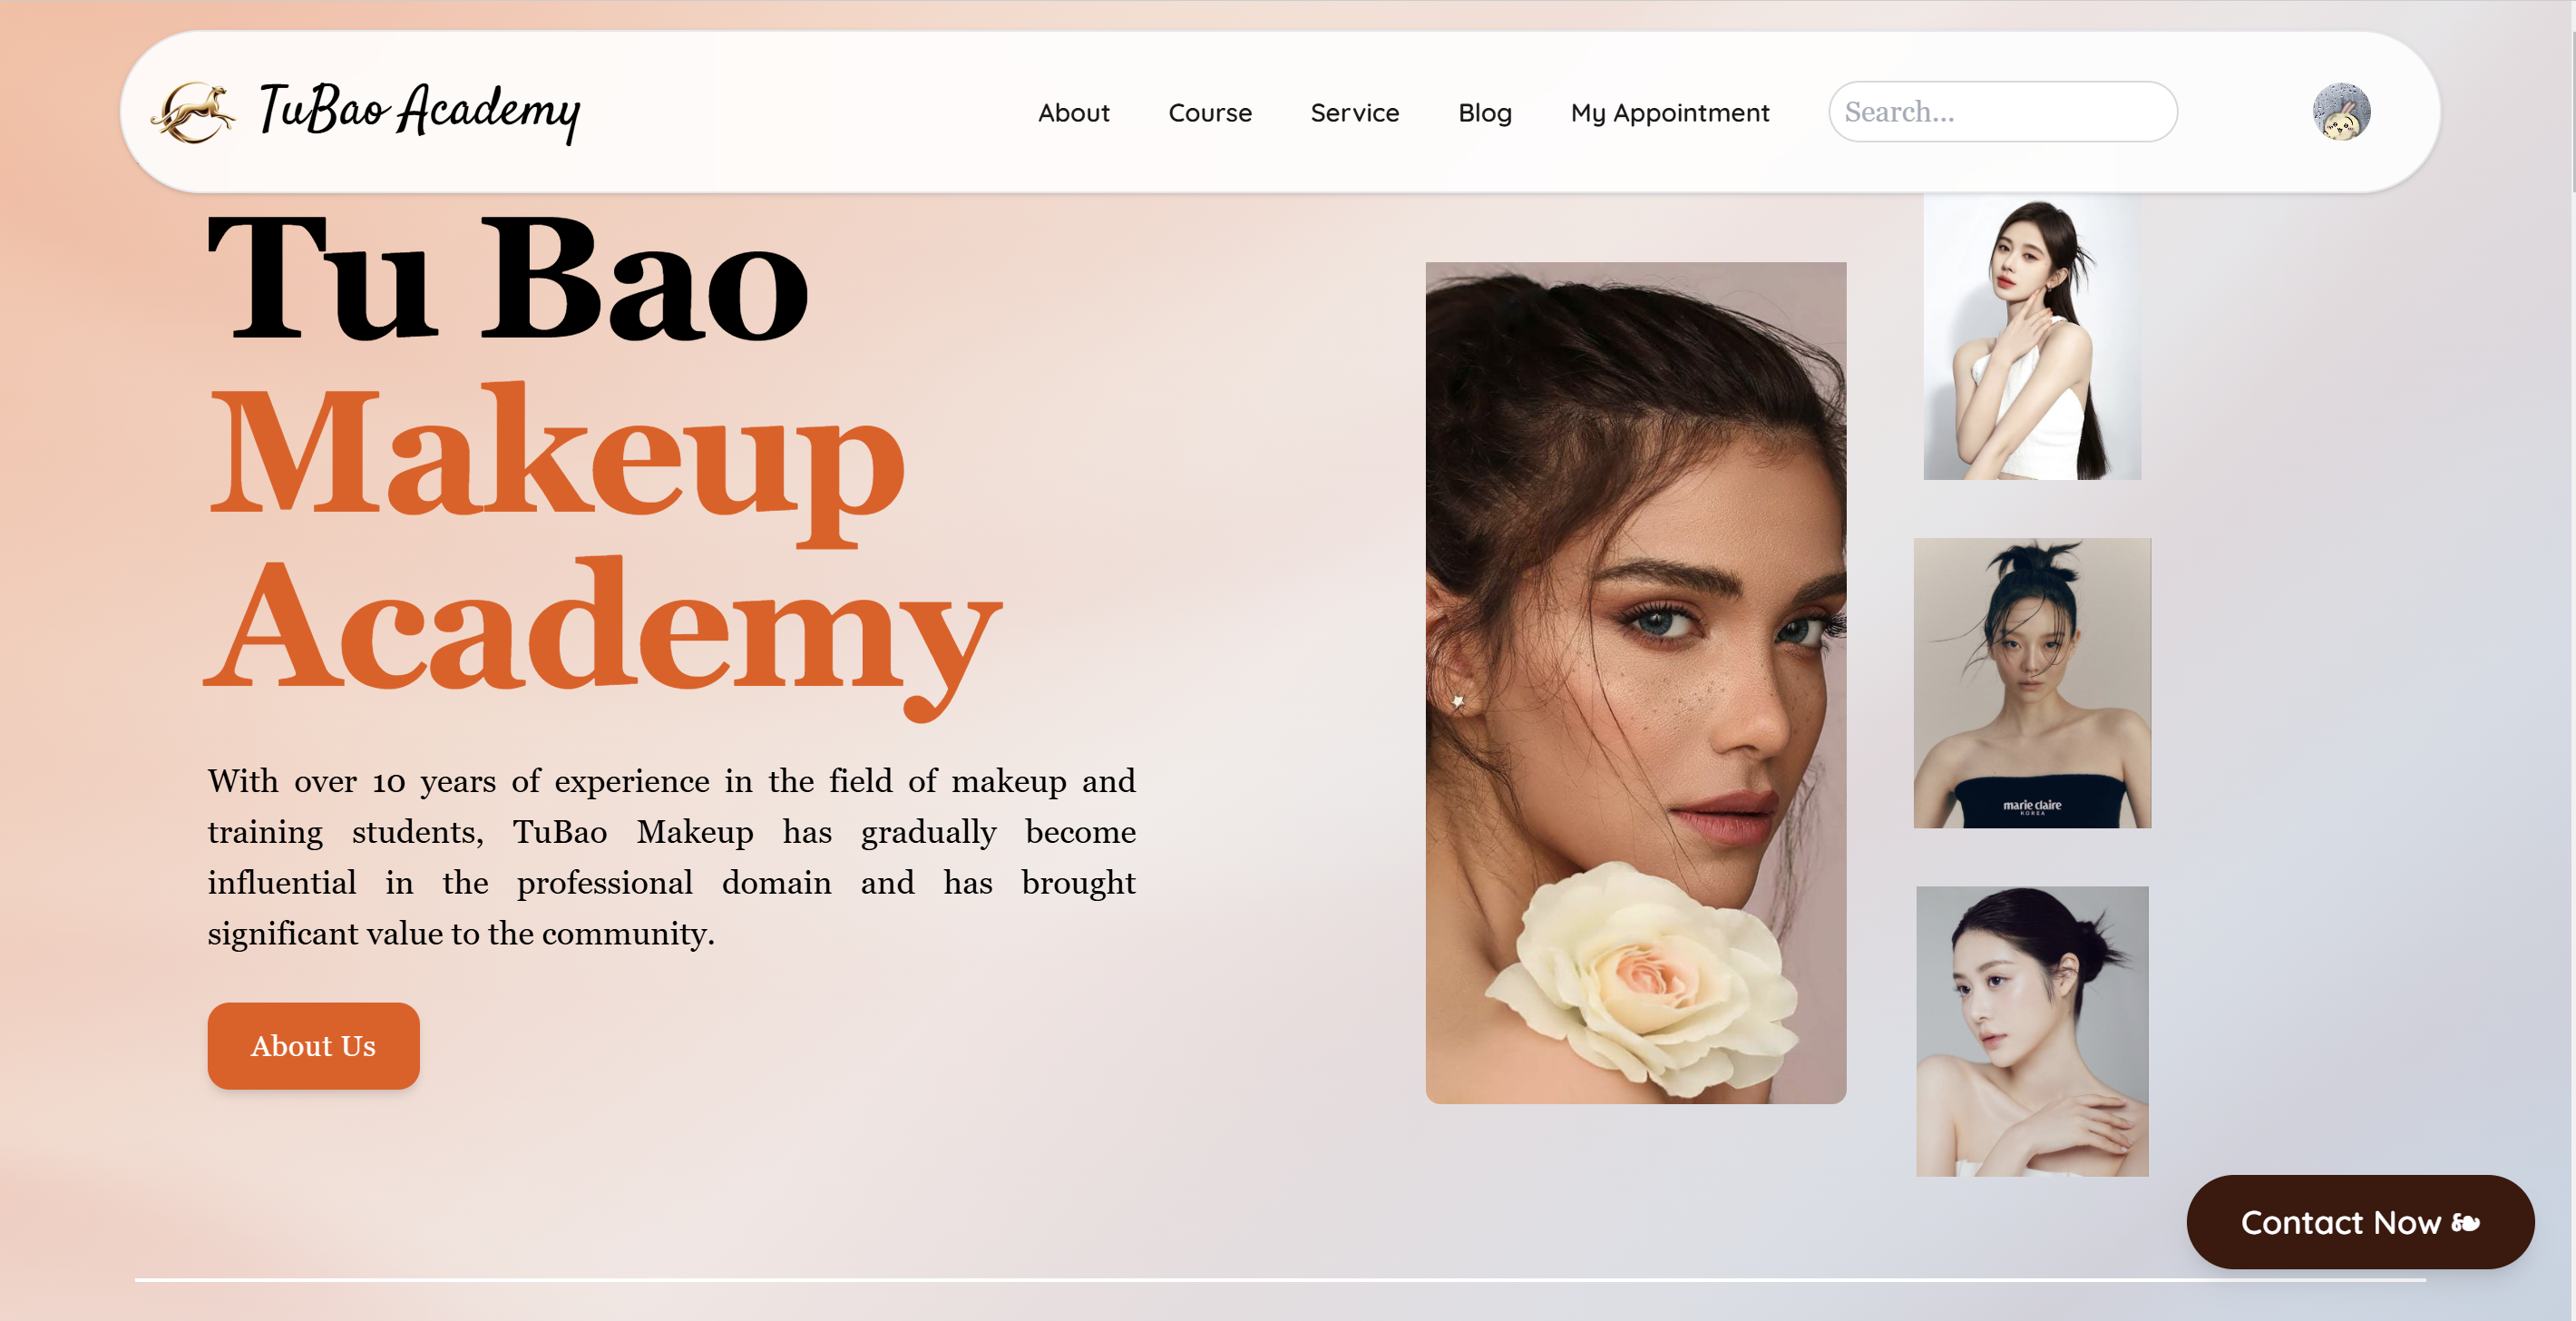 TuBao Academy
About
Course
Service
Blog
My Appointment
Search...
Tu Bao
Makeup
Academy
With over 10 years of experience in the field of makeup and
training students, TuBao Makeup has gradually become
influential in the professional domain and has brought
significant value to the community.
About Us
marie claire
KOREA
Contact Now ❧